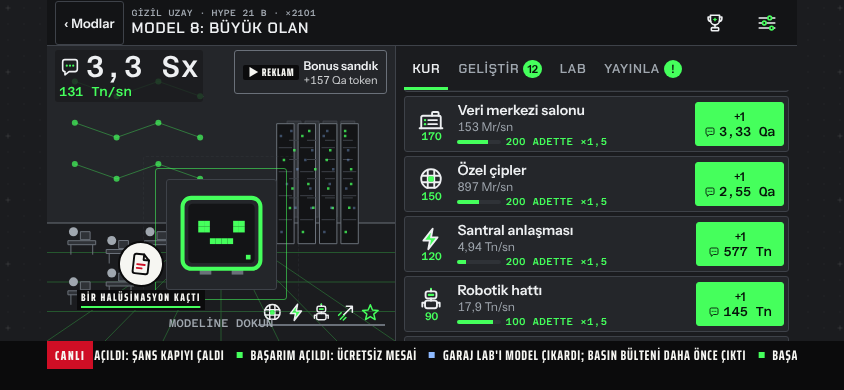 ‹ Modlar
GİZİL UZAY · HYPE 21 B · ×2101
MODEL 8: BÜYÜK OLAN
3,3 Sx
131 Tn/sn
▶ REKLAM
Bonus sandık
+157 Qa token
BİR HALÜSİNASYON KAÇTI
MODELİNE DOKUN
KUR
GELİŞTİR 12
LAB
YAYINLA !
Veri merkezi salonu
153 Mr/sn
170
200 ADETTE ×1,5
+1
3,33 Qa
Özel çipler
897 Mr/sn
150
200 ADETTE ×1,5
+1
2,55 Qa
Santral anlaşması
4,94 Tn/sn
120
200 ADETTE ×1,5
+1
577 Tn
Robotik hattı
17,9 Tn/sn
90
100 ADETTE ×1,5
+1
145 Tn
CANLI
AÇILDI: ŞANS KAPIYI ÇALDI ▪ BAŞARIM AÇILDI: ÜCRETSİZ MESAİ ▪ GARAJ LAB'I MODEL ÇIKARDI; BASIN BÜLTENİ DAHA ÖNCE ÇIKTI ▪ BAŞA